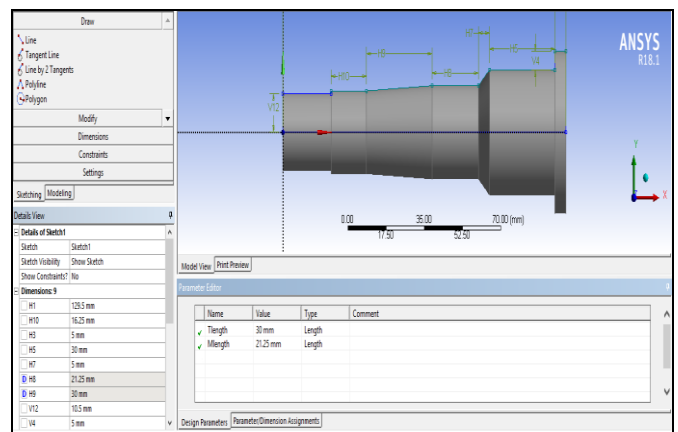 Draw
Line
Tangent Line
Line by 2 Tangents
Polyline
Polygon
Modify
Dimensions
Constraints
Settings
Sketching Modeling
Details View
Details of Sketch1
Sketch Sketch1
Sketch Visibility Show Sketch
Show Constraints? No
Dimensions: 9
H1 129.5 mm
H10 16.25 mm
H3 5 mm
H5 30 mm
H7 5 mm
D H8 21.25 mm
D H9 30 mm
V12 10.5 mm
V4 5 mm
ANSYS
R18.1
H9
H10
H8
H5
V4
V12
Y
X
0.00 35.00 70.00 (mm)
17.50 52.50
Model View Print Preview
Parameter Editor
Name Value Type Comment
Tlength 30 mm Length
Mlength 21.25 mm Length
Design Parameters Parameter/Dimension Assignments